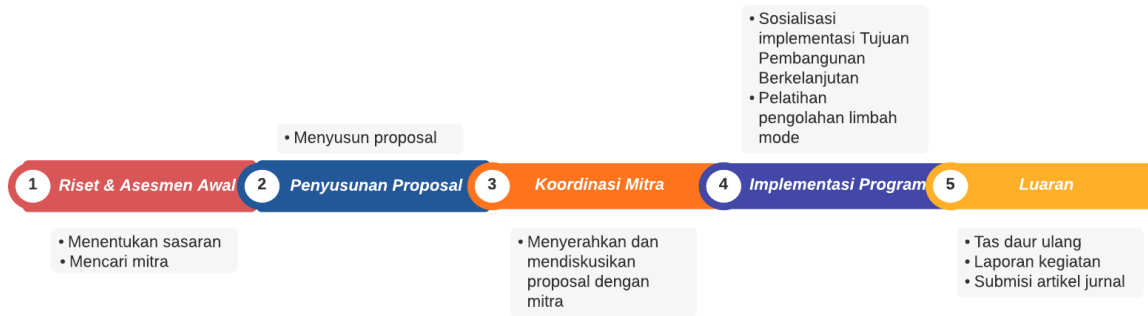 • Sosialisasi
implementasi Tujuan
Pembangunan
Berkelanjutan
• Pelatihan
pengolahan limbah
mode
• Menyusun proposal
1 Riset & Asesmen Awal
2 Penyusunan Proposal
3 Koordinasi Mitra
4 Implementasi Program
5 Luaran
• Menentukan sasaran
• Mencari mitra
• Menyerahkan dan
mendiskusikan
proposal dengan
mitra
• Tas daur ulang
• Laporan kegiatan
• Submisi artikel jurnal